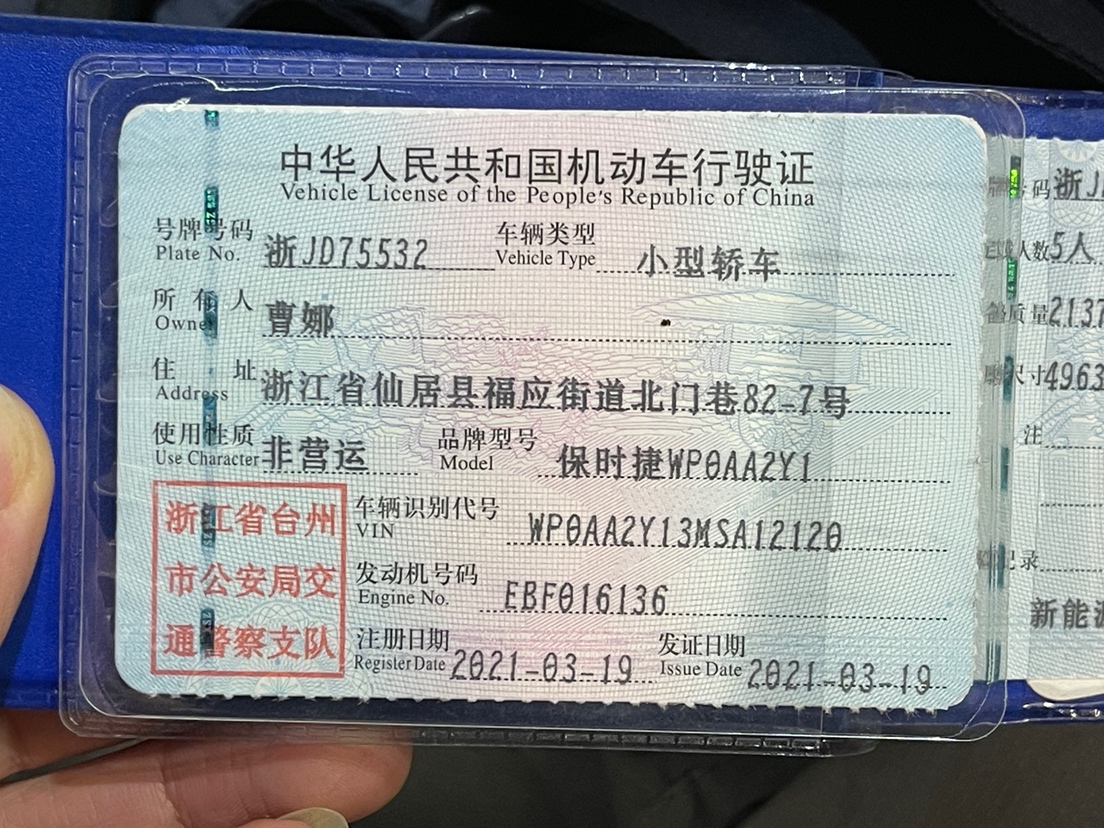 中华人民共和国机动车行驶证
Vehicle License of the People's Republic of China
号牌号码 浙JD75532 车辆类型 小型轿车
Plate No. Vehicle Type
所有人 曹娜
Owner
住址 浙江省仙居县福应街道北门巷82-7号
Address
使用性质 非营运 品牌型号 保时捷WP0AA2Y1
Use Character Model
浙江省台州
市公安局交
通警察支队
车辆识别代号 WP0AA2Y13MSA12120
VIN
发动机号码 EBF016136
Engine No.
注册日期 2021-03-19 发证日期 2021-03-19
Register Date Issue Date
码 浙J
人数 5人
质量 2137
尺寸 4963
注
记录
新能源